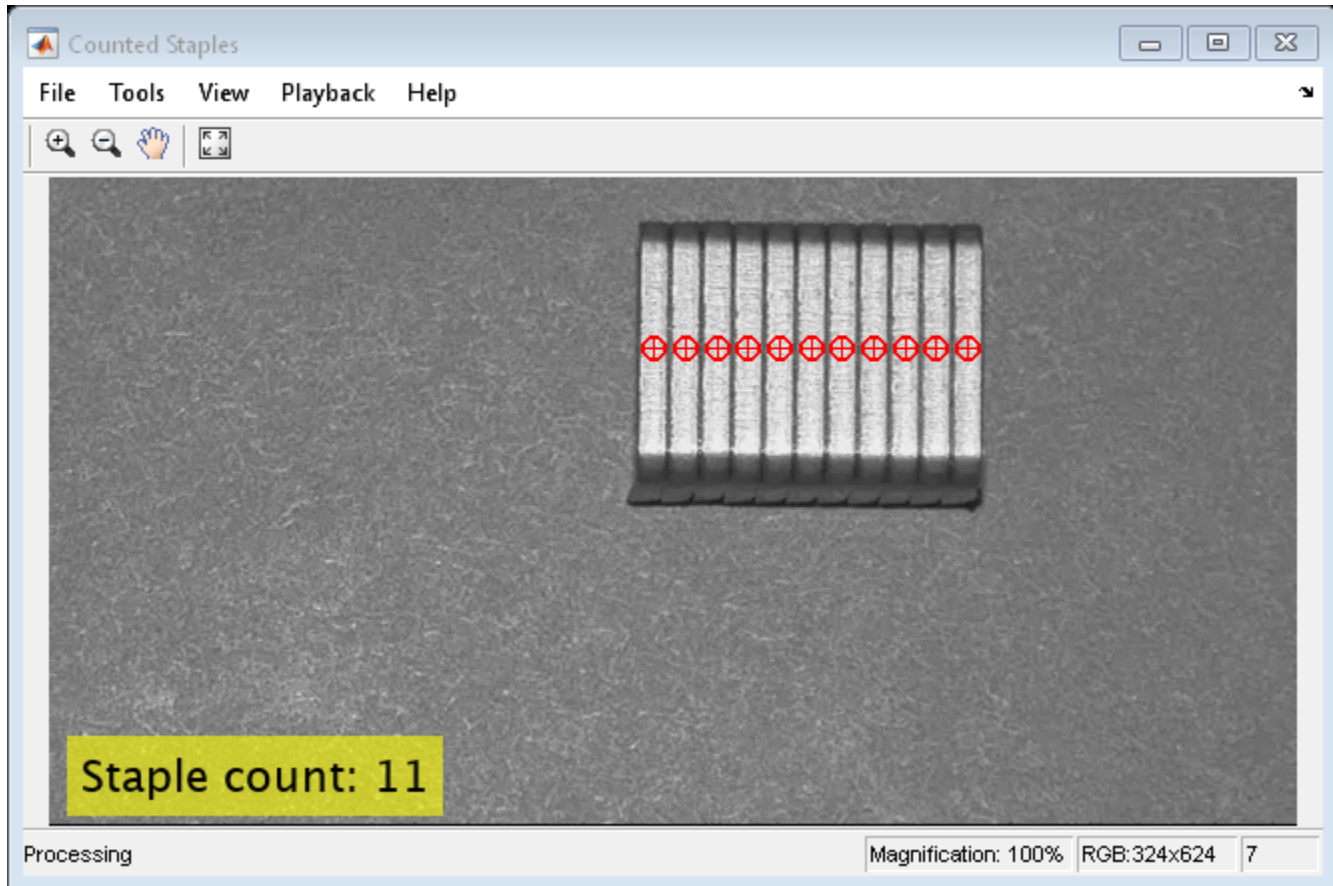 Counted Staples
File Tools View Playback Help
Staple count: 11
Processing Magnification: 100% RGB:324x624 7